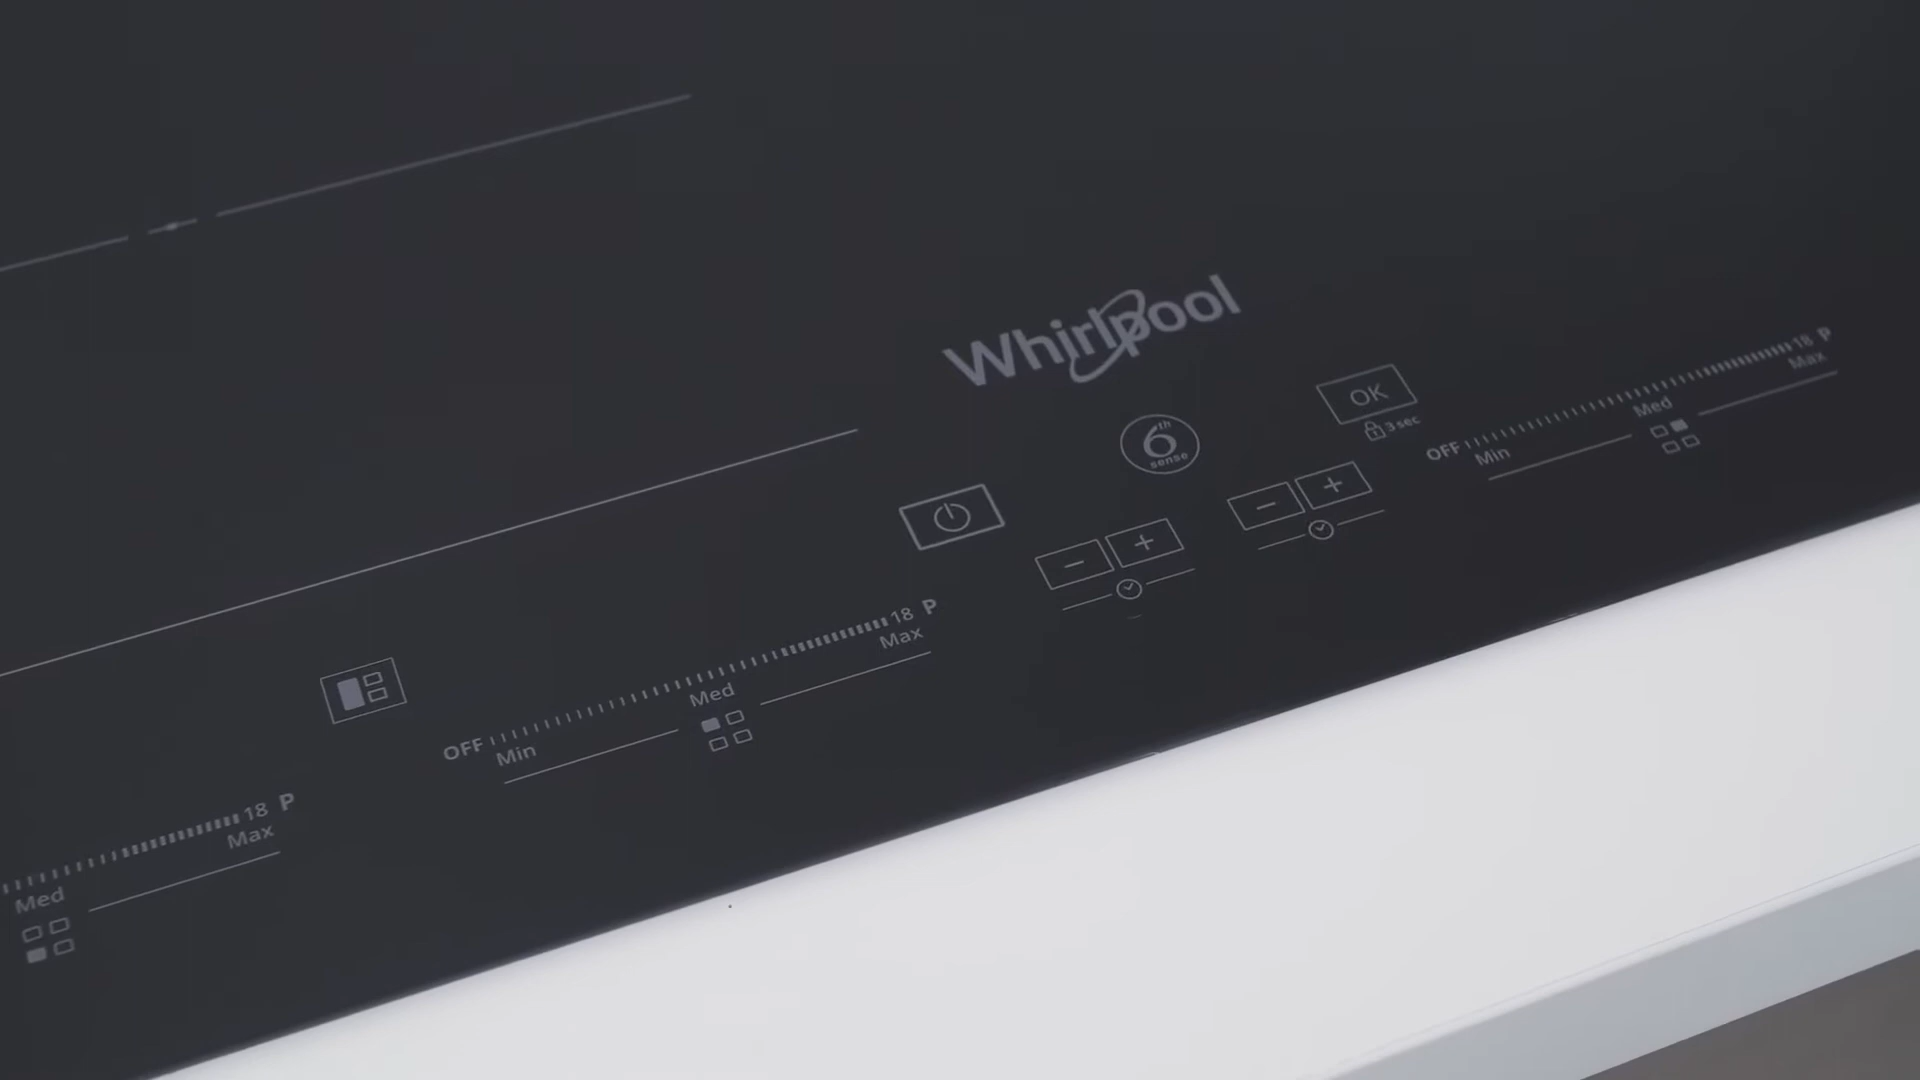 Whirlpool
6th
sense
OK
3 sec
OFF 18 P
Min Med Max
OFF 18 P
Min Med Max
18 P
Med Max